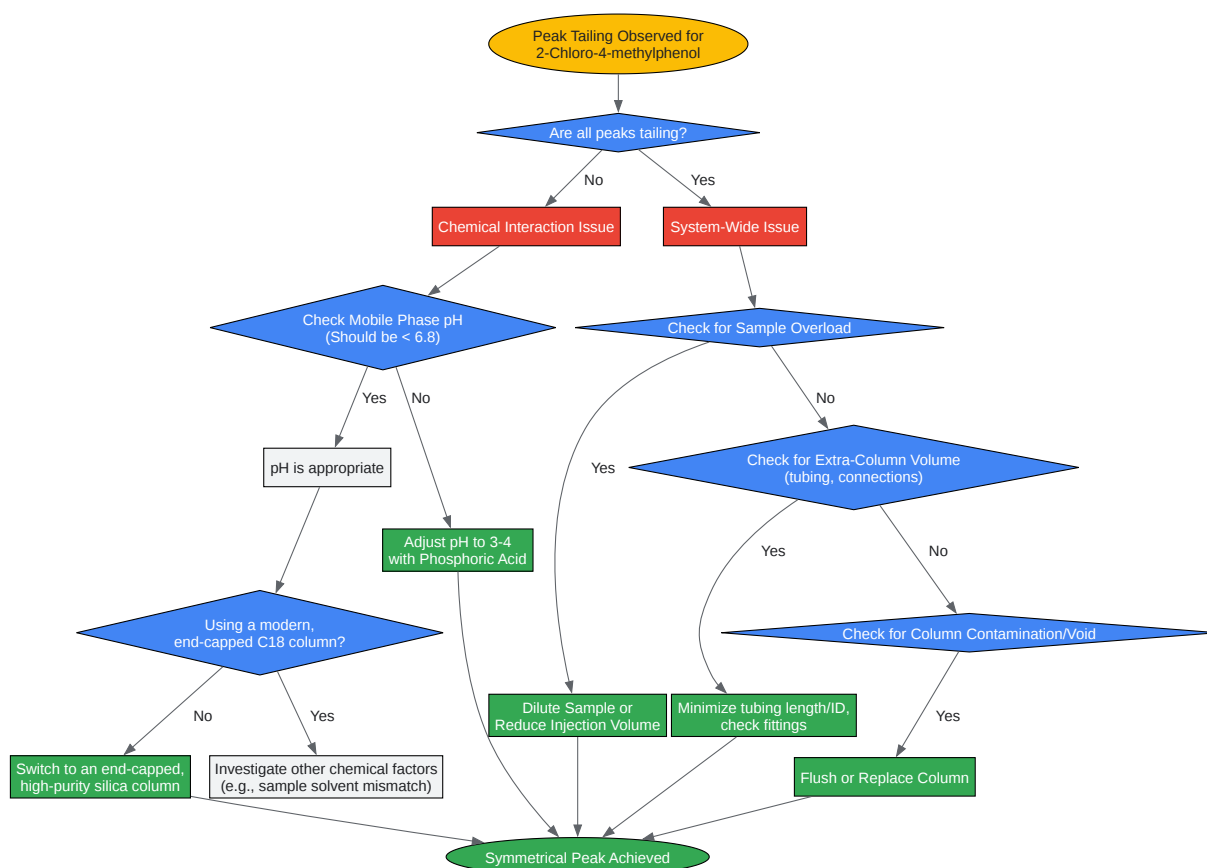 Peak Tailing Observed for
2-Chloro-4-methylphenol
Are all peaks tailing?
No
Yes
Chemical Interaction Issue
System-Wide Issue
Check Mobile Phase pH
(Should be < 6.8)
Check for Sample Overload
Yes
No
No
pH is appropriate
Yes
Check for Extra-Column Volume
(tubing, connections)
Adjust pH to 3-4
with Phosphoric Acid
Yes
No
Using a modern,
end-capped C18 column?
Check for Column Contamination/Void
No
Yes
Dilute Sample or
Reduce Injection Volume
Minimize tubing length/ID,
check fittings
Yes
Switch to an end-capped,
high-purity silica column
Investigate other chemical factors
(e.g., sample solvent mismatch)
Flush or Replace Column
Symmetrical Peak Achieved